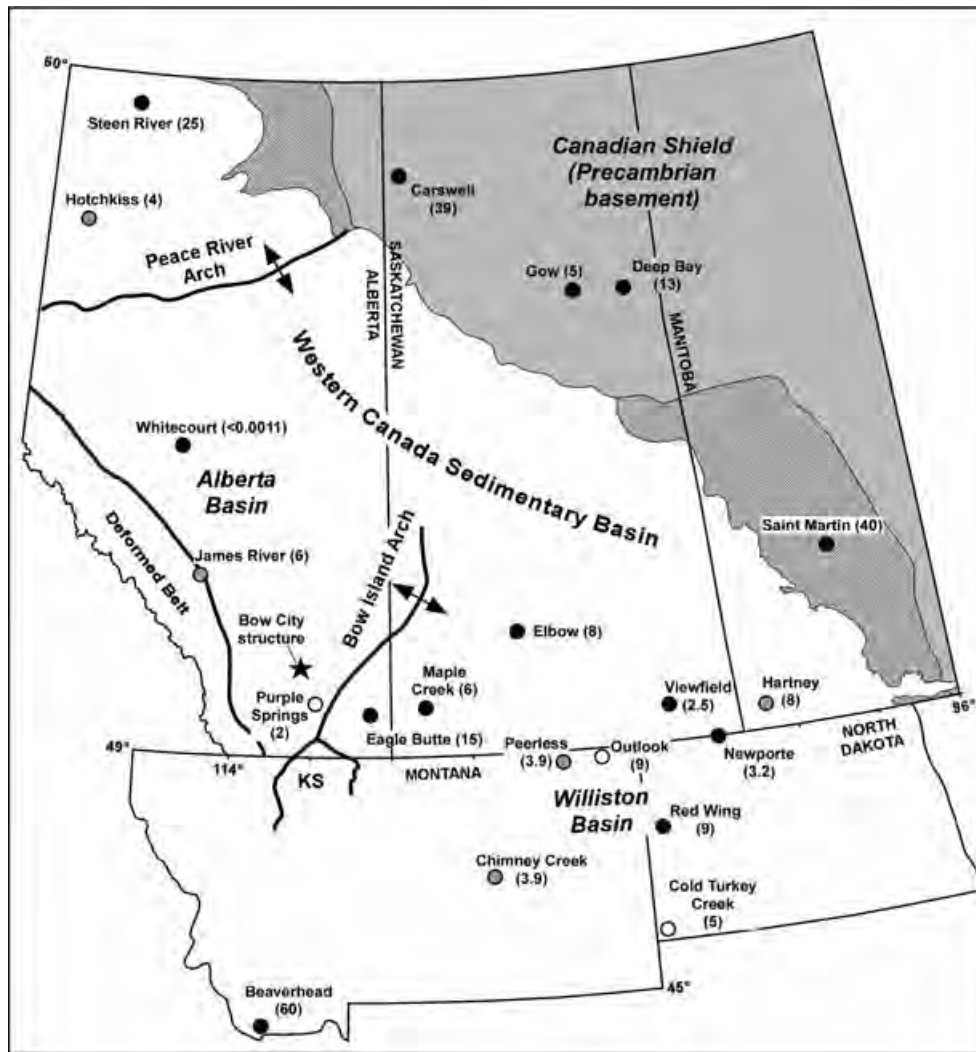 60°
Steen River (25)
Canadian Shield
(Precambrian
basement)
Carswell
(39)
Hotchkiss (4)
Peace River
Arch
SASKATCHEWAN
ALBERTA
Gow (5)
Deep Bay
(13)
MANITOBA
Western Canada Sedimentary Basin
Whitecourt (<0.0011)
Alberta
Basin
Deformed Belt
James River (6)
Bow Island Arch
Saint Martin (40)
Bow City
structure
Elbow (8)
Maple
Creek (6)
Purple
Springs
(2)
Eagle Butte (15)
Viewfield
(2.5)
Hartney
(8)
96°
NORTH
DAKOTA
49°
114°
KS
MONTANA
Peerless
(3.9)
Outlook
(9)
Newporte
(3.2)
Williston
Basin
Red Wing
(9)
Chimney Creek
(3.9)
Cold Turkey
Creek
(5)
45°
Beaverhead
(60)